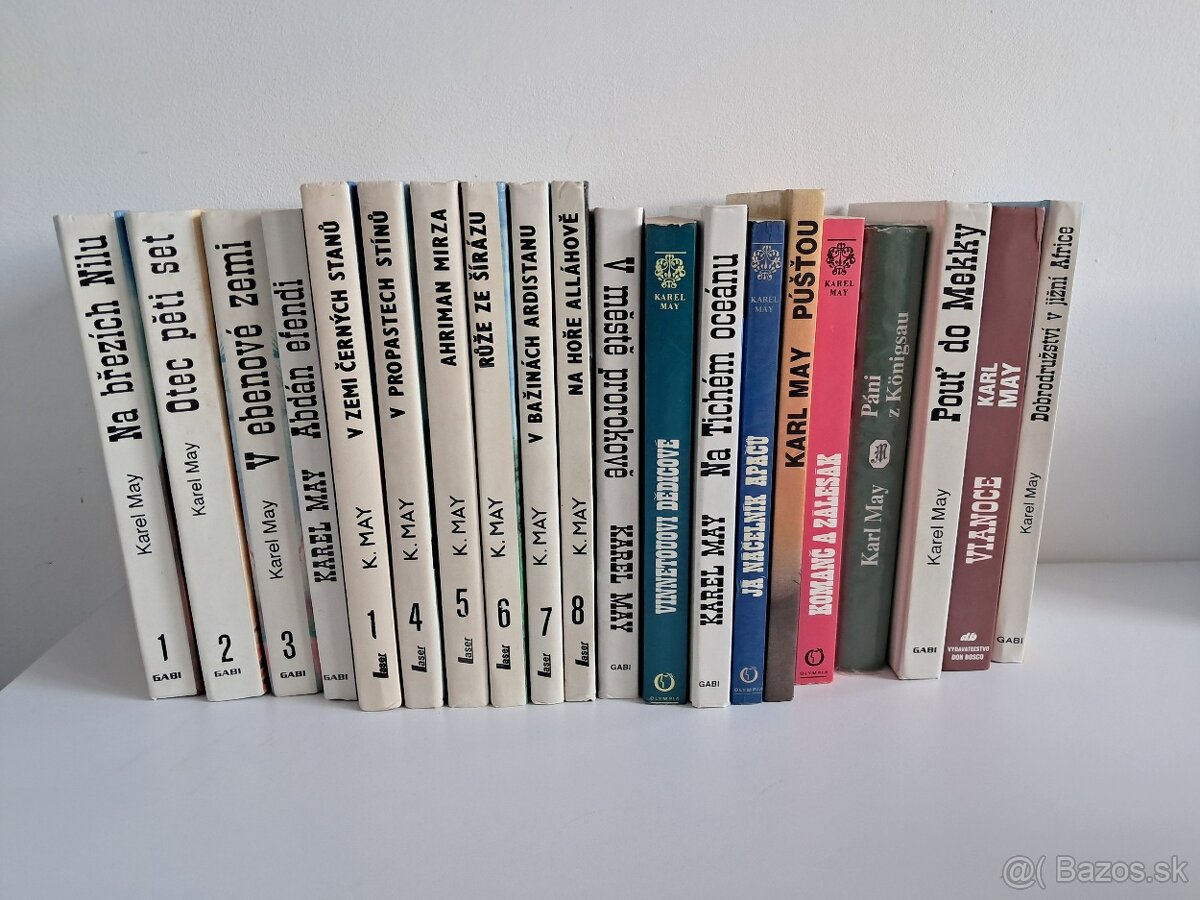 Karel May Na březích Nilu
1
GABI
Karel May Otec pěti set
2
GABI
Karel May V ebenové zemi
3
GABI
KAREL MAY Abdán efendi
GABI
V ZEMI ČERNÝCH STANŮ
K. MAY
1
Laser
V PROPASTECH STÍNŮ
K. MAY
4
Laser
AHRIMAN MIRZA
K. MAY
5
Laser
RŮŽE ZE ŠÍRÁZU
K. MAY
6
Laser
V BAŽINÁCH ARDISTANU
K. MAY
7
Laser
NA HOŘE ALLÁHOVĚ
K. MAY
8
Laser
V městě prorokově KAREL MAY
GABI
KAREL
MAY
VINNETOUOVI DĚDICOVÉ
OLYMPIA
KAREL MAY Na Tichém oceánu
GABI
KAREL
MAY
JÁ NÁČELNÍK APAČŮ
OLYMPIA
KARL MAY PÚŠŤOU
KAREL
MAY
KOMANČ A ZÁLESÁK
OLYMPIA
Karl May Páni
z Königsau
Karel May Pouť do Mekky
GABI
KARL
MAY
VIANOCE
db
VYDAVATEĽSTVO
DON BOSCO
Karel May Dobrodružství v jižní Africe
GABI
@( Bazos.sk